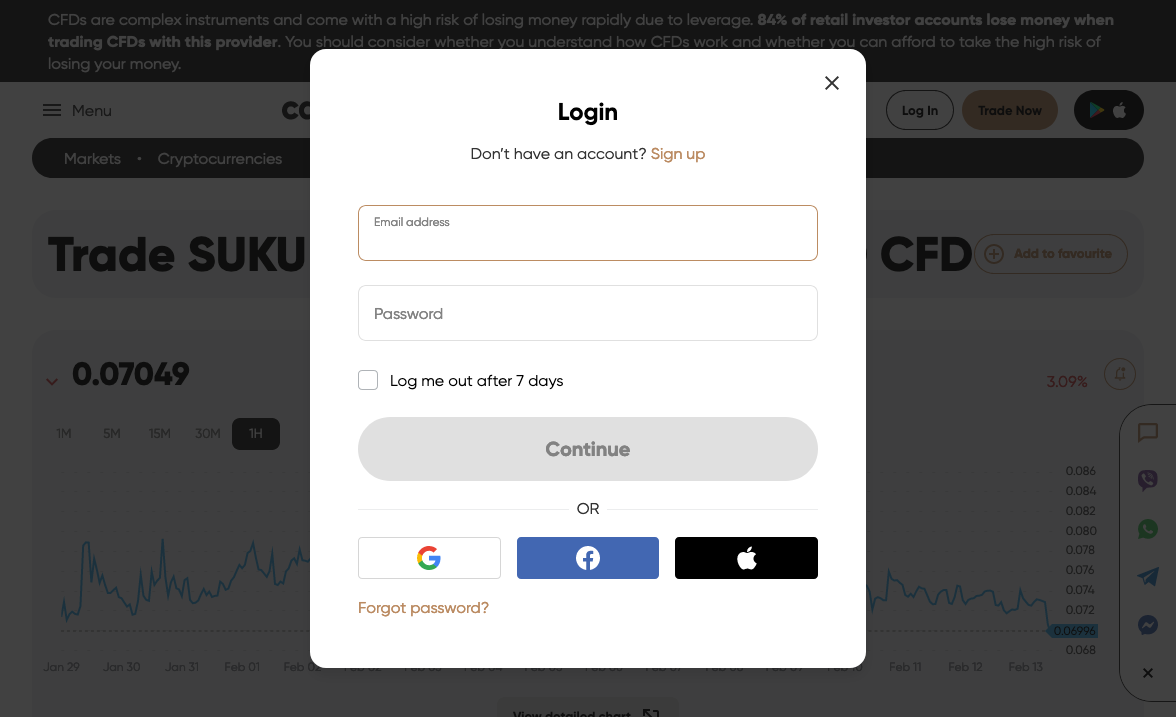 CFDs are complex instruments and come with a high risk of losing money rapidly due to leverage. 84% of retail investor accounts lose money when
trading CFDs with this provider. You should consider whether you understand how CFDs work and whether you can afford to take the high risk of
losing your money.
Menu
Log In
Trade Now
Markets • Cryptocurrencies
Trade SUKU
CFD
Add to favourite
0.07049
3.09%
1M 5M 15M 30M 1H
Login
Don't have an account? Sign up
Email address
Password
Log me out after 7 days
Continue
OR
Forgot password?
0.086
0.084
0.082
0.080
0.078
0.076
0.074
0.072
0.06996
0.068
Jan 29 Jan 30 Jan 31 Feb 01 Feb 11 Feb 12 Feb 13
View detailed chart